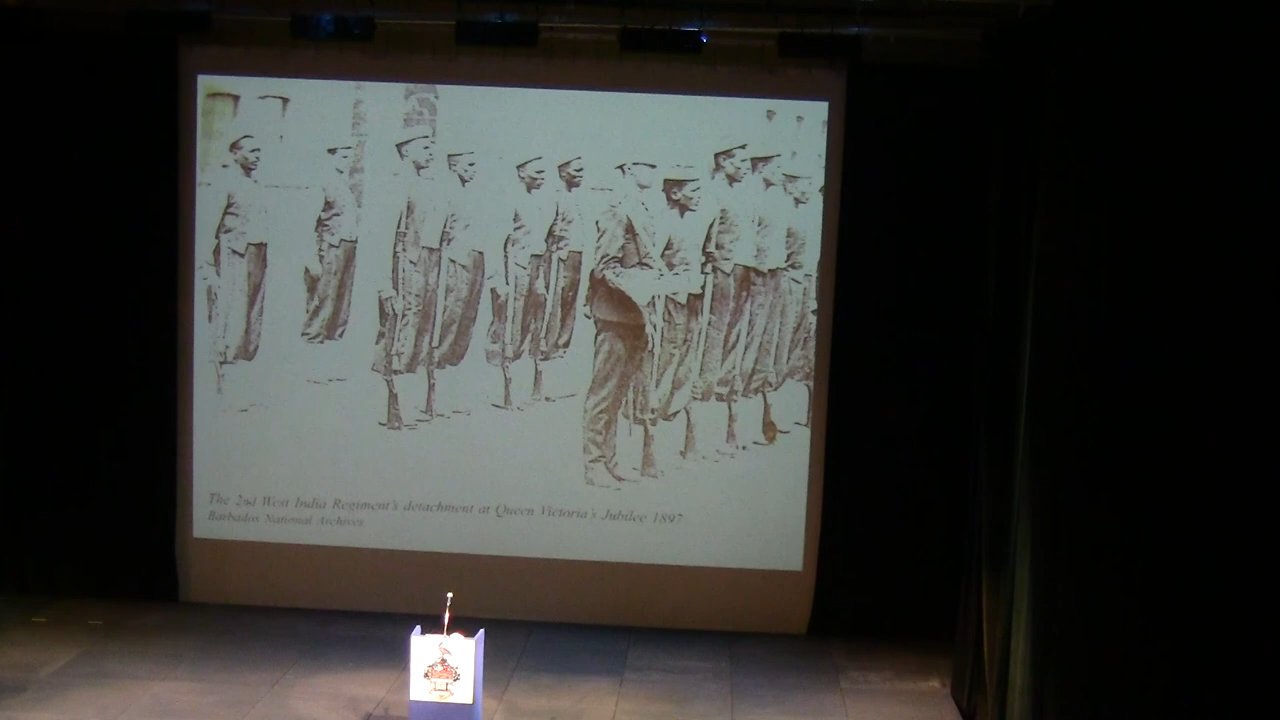 The 2nd West India Regiment's detachment at Queen Victoria's Jubilee 1897
Barbados National Archives